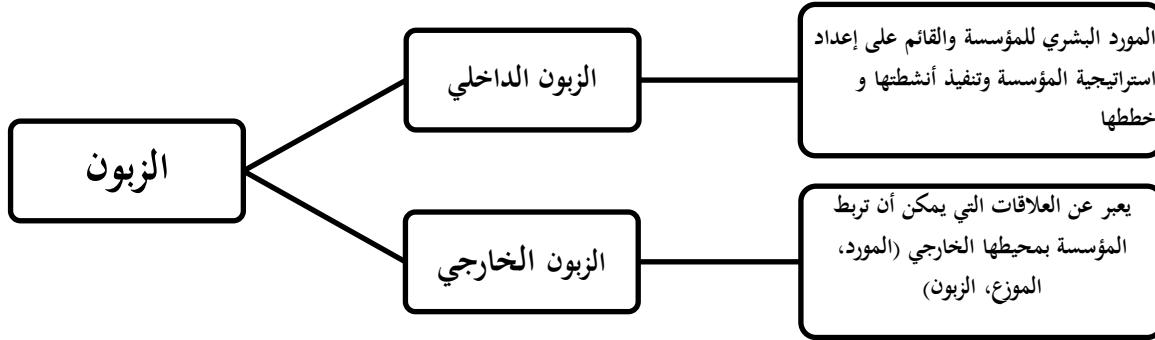 الزبون
الزبون الداخلي
المورد البشري للمؤسسة والقائم على إعداد
استراتيجية المؤسسة وتنفيذ أنشطتها و
خططها
الزبون الخارجي
يعبر عن العلاقات التي يمكن أن تربط
المؤسسة بمحيطها الخارجي (المورد،
الموزع، الزبون)